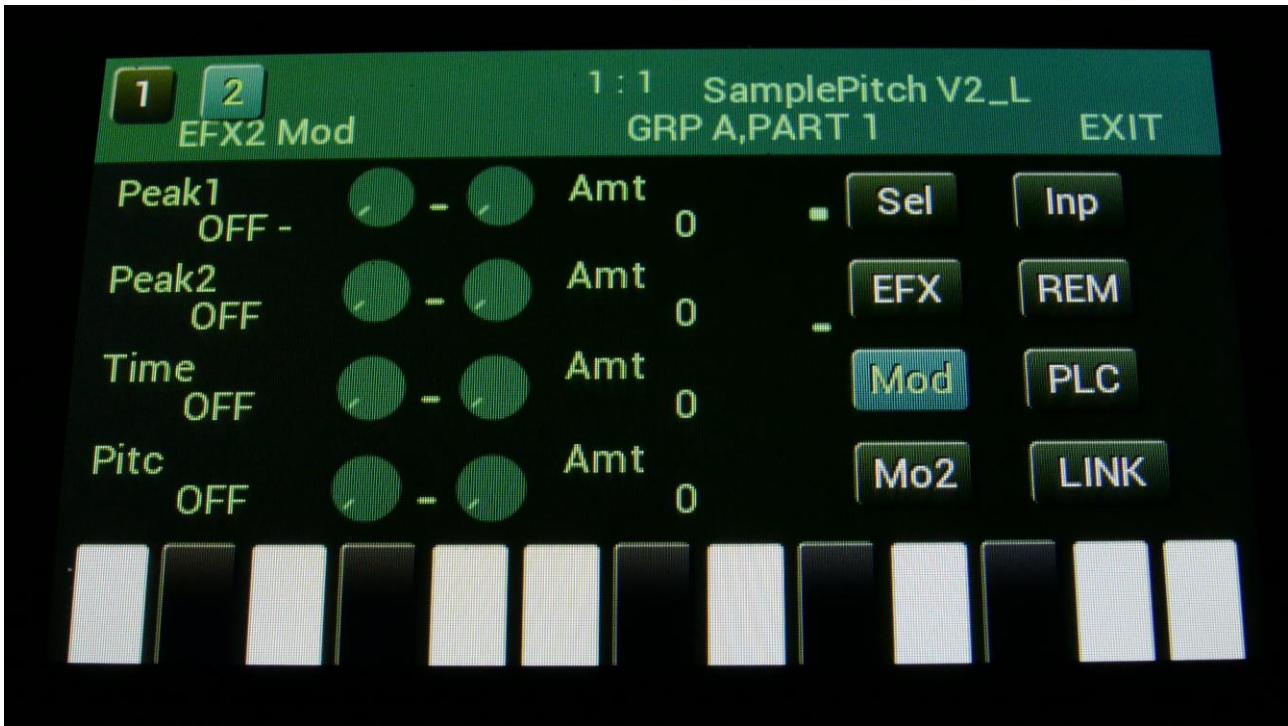 1 2 1 : 1 SamplePitch V2_L
EFX2 Mod GRP A,PART 1 EXIT
Peak1 Amt Sel Inp
OFF - - 0 -
Peak2 Amt EFX REM
OFF - 0 -
Time Amt Mod PLC
OFF - 0
Pitc Amt Mo2 LINK
OFF - 0